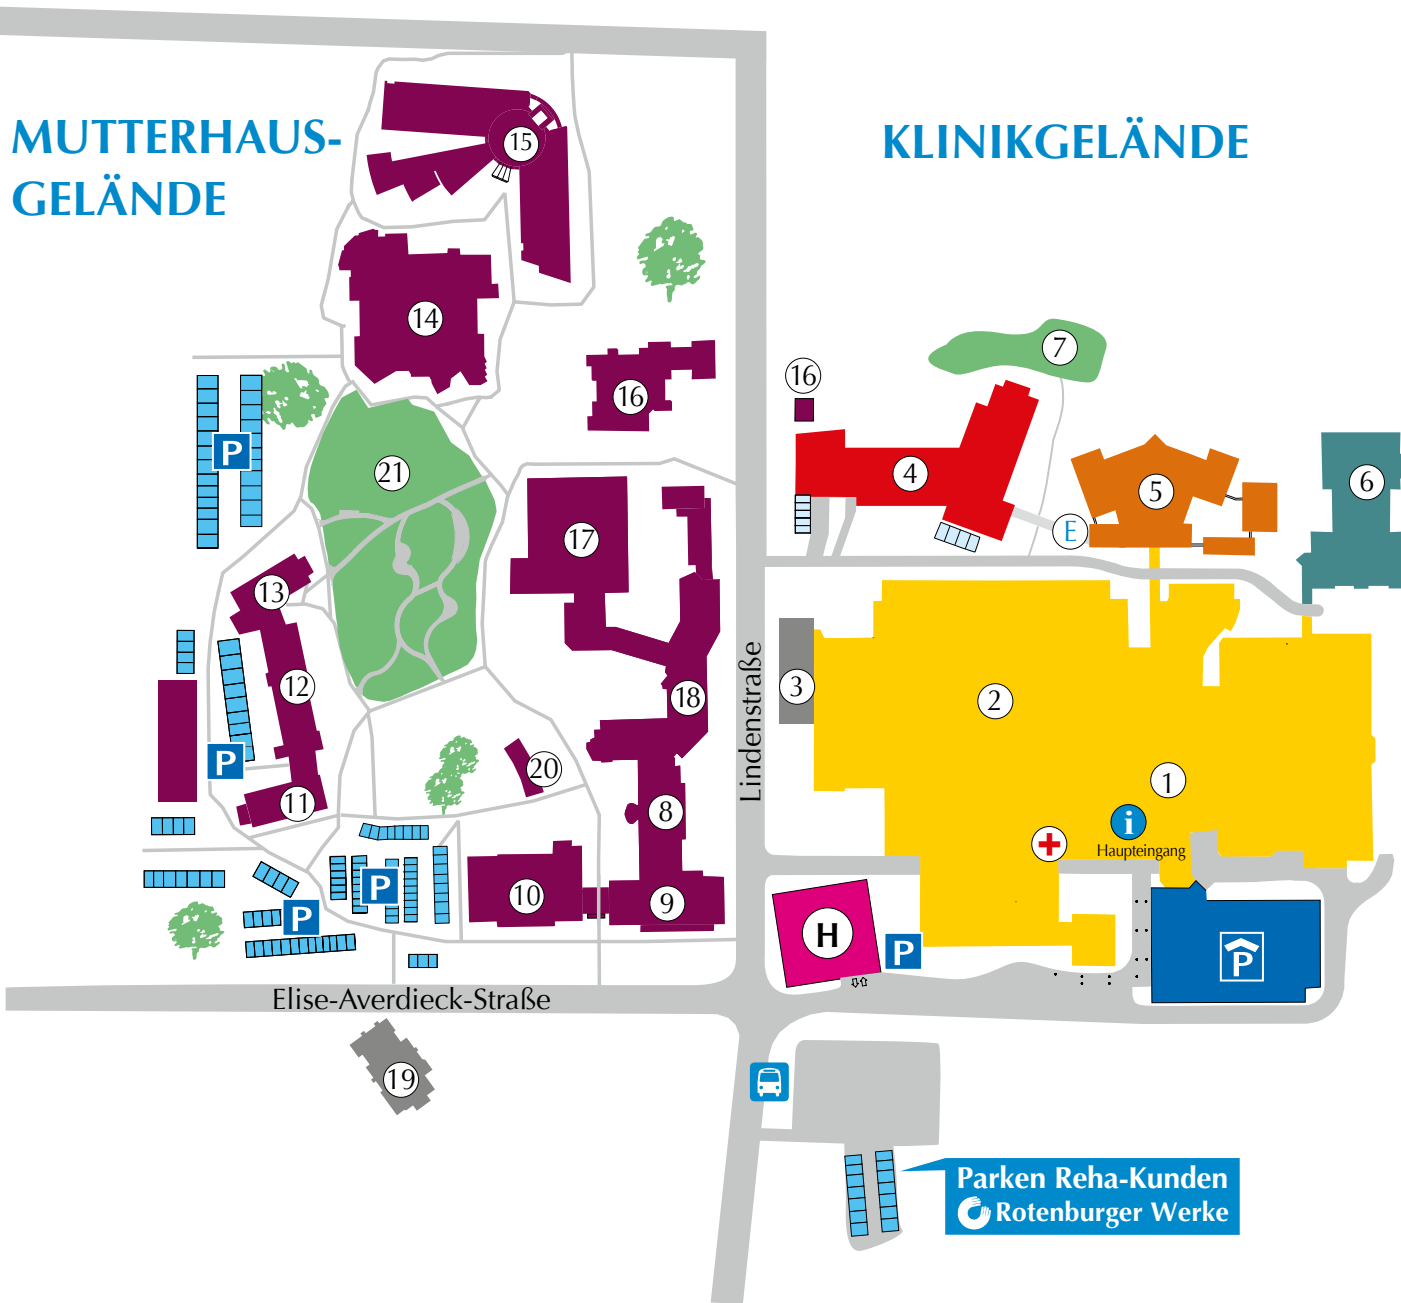 MUTTERHAUS-
GELÄNDE
KLINIKGELÄNDE
15
14
16
16
7
4
5
6
E
21
P
17
13
12
18
3
2
1
i
Haupteingang
Lindenstraße
P
11
20
8
10
9
P
P
H
P
P
Elise-Averdieck-Straße
19
Parken Reha-Kunden
Rotenburger Werke